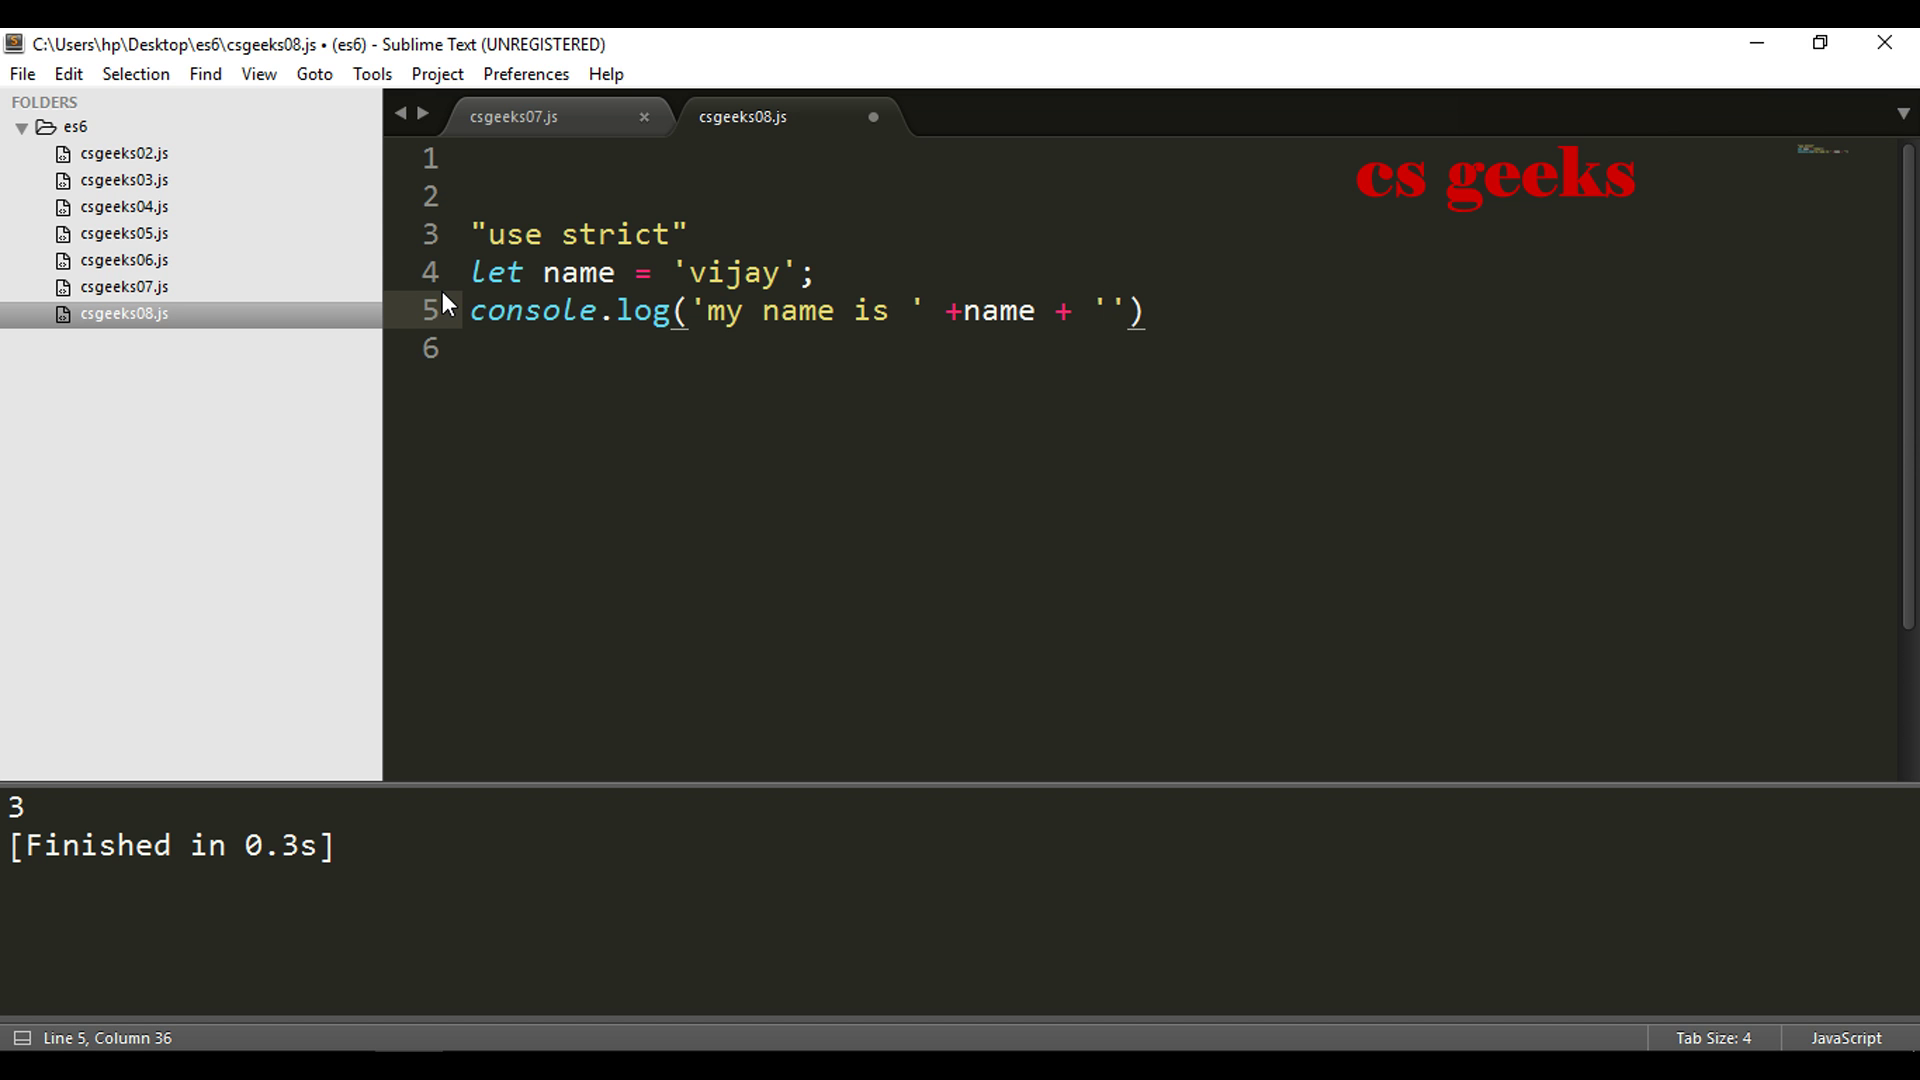 C:\Users\hp\Desktop\es6\csgeeks08.js • (es6) - Sublime Text (UNREGISTERED)
File Edit Selection Find View Goto Tools Project Preferences Help
FOLDERS
es6
csgeeks02.js
csgeeks03.js
csgeeks04.js
csgeeks05.js
csgeeks06.js
csgeeks07.js
csgeeks08.js
csgeeks07.js × csgeeks08.js
cs geeks
1
2
3 "use strict"
4 let name = 'vijay';
5 console.log('my name is ' +name + '')
6
3
[Finished in 0.3s]
Line 5, Column 36 Tab Size: 4 JavaScript